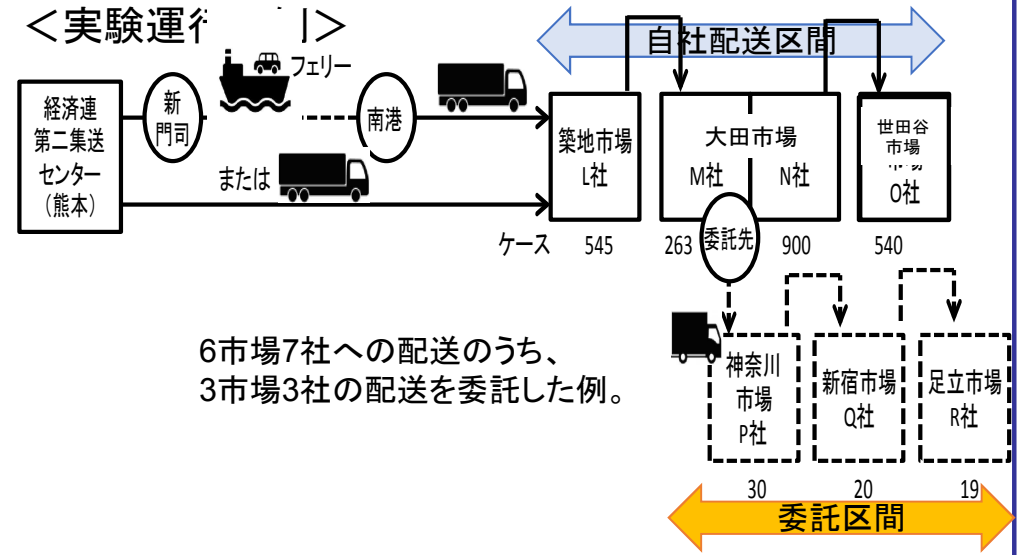 ＜実験運行　　＞
自社配送区間
フェリー
経済連
第二集送
センター
（熊本）
新
門司
南港
または
築地市場
L社
大田市場
M社
N社
世田谷
市場
O社
ケース
545
263
委託先
900
540
6市場7社への配送のうち、
3市場3社の配送を委託した例。
神奈川
市場
P社
新宿市場
Q社
足立市場
R社
30
20
19
委託区間